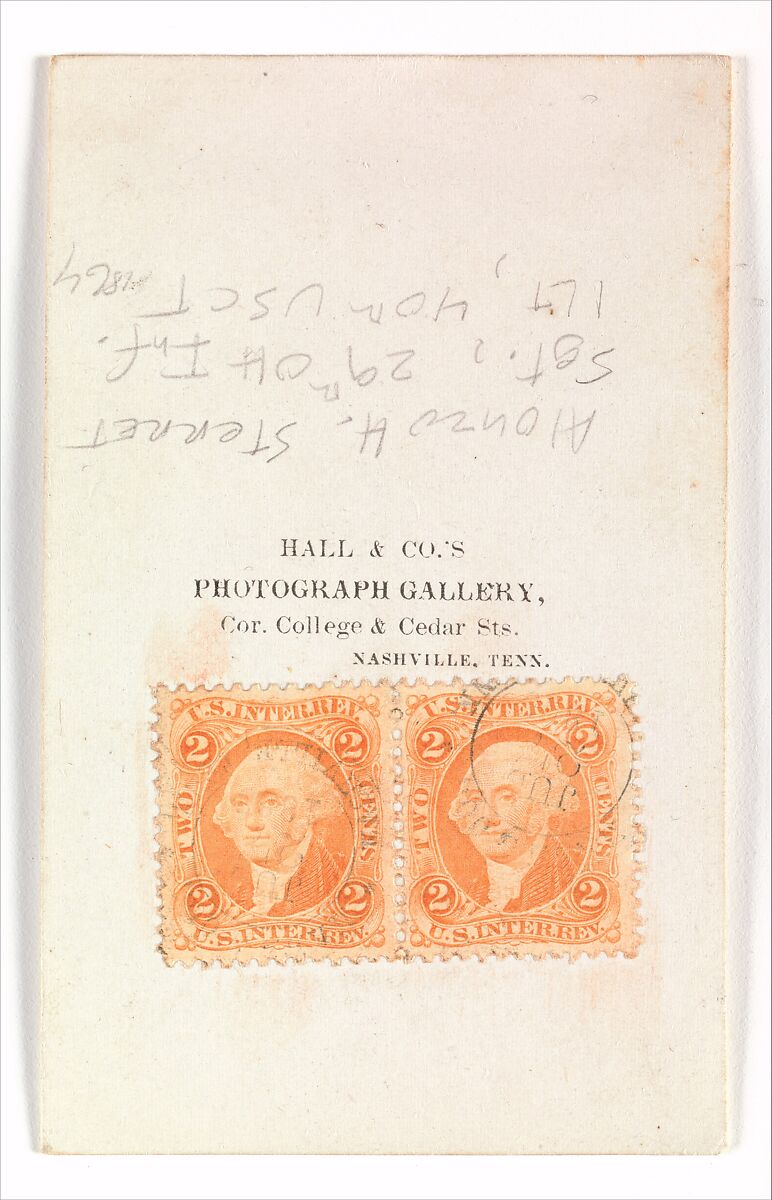 Alonzo H. Sterret
Sgt., 29th OH Inf.
1Lt, 40th USCT 1864
HALL & CO.'S
PHOTOGRAPH GALLERY,
Cor. College & Cedar Sts.
NASHVILLE, TENN.
U.S. INTER. REV.
2 2
TWO CENTS
2 2
U.S. INTER. REV.
U.S. INTER. REV.
2 2
TWO CENTS
2 2
U.S. INTER. REV.